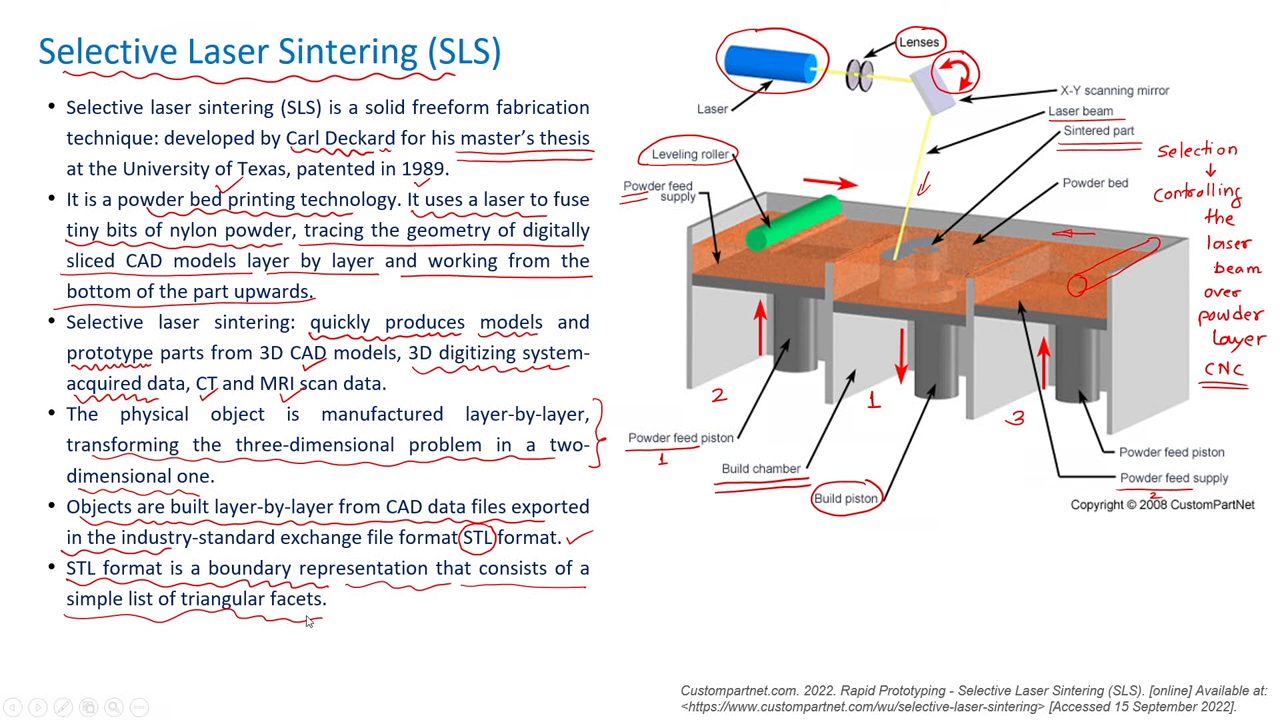 Selective Laser Sintering (SLS)
• Selective laser sintering (SLS) is a solid freeform fabrication
technique: developed by Carl Deckard for his master's thesis
at the University of Texas, patented in 1989.
• It is a powder bed printing technology. It uses a laser to fuse
tiny bits of nylon powder, tracing the geometry of digitally
sliced CAD models layer by layer and working from the
bottom of the part upwards.
• Selective laser sintering: quickly produces models and
prototype parts from 3D CAD models, 3D digitizing system-
acquired data, CT and MRI scan data.
• The physical object is manufactured layer-by-layer,
transforming the three-dimensional problem in a two-
dimensional one.
• Objects are built layer-by-layer from CAD data files exported
in the industry-standard exchange file format STL format.
• STL format is a boundary representation that consists of a
simple list of triangular facets.
Lenses
Laser
X-Y scanning mirror
Laser beam
Sintered part
Leveling roller
Powder feed
supply
Powder bed
Selection
↓
Controlling
the
laser
beam
over
powder
layer
CNC
2
1
3
Powder feed piston
1
Build chamber
Build piston
Powder feed piston
Powder feed supply
2
Copyright © 2008 CustomPartNet
Custompartnet.com. 2022. Rapid Prototyping - Selective Laser Sintering (SLS). [online] Available at:
<https://www.custompartnet.com/wu/selective-laser-sintering> [Accessed 15 September 2022].